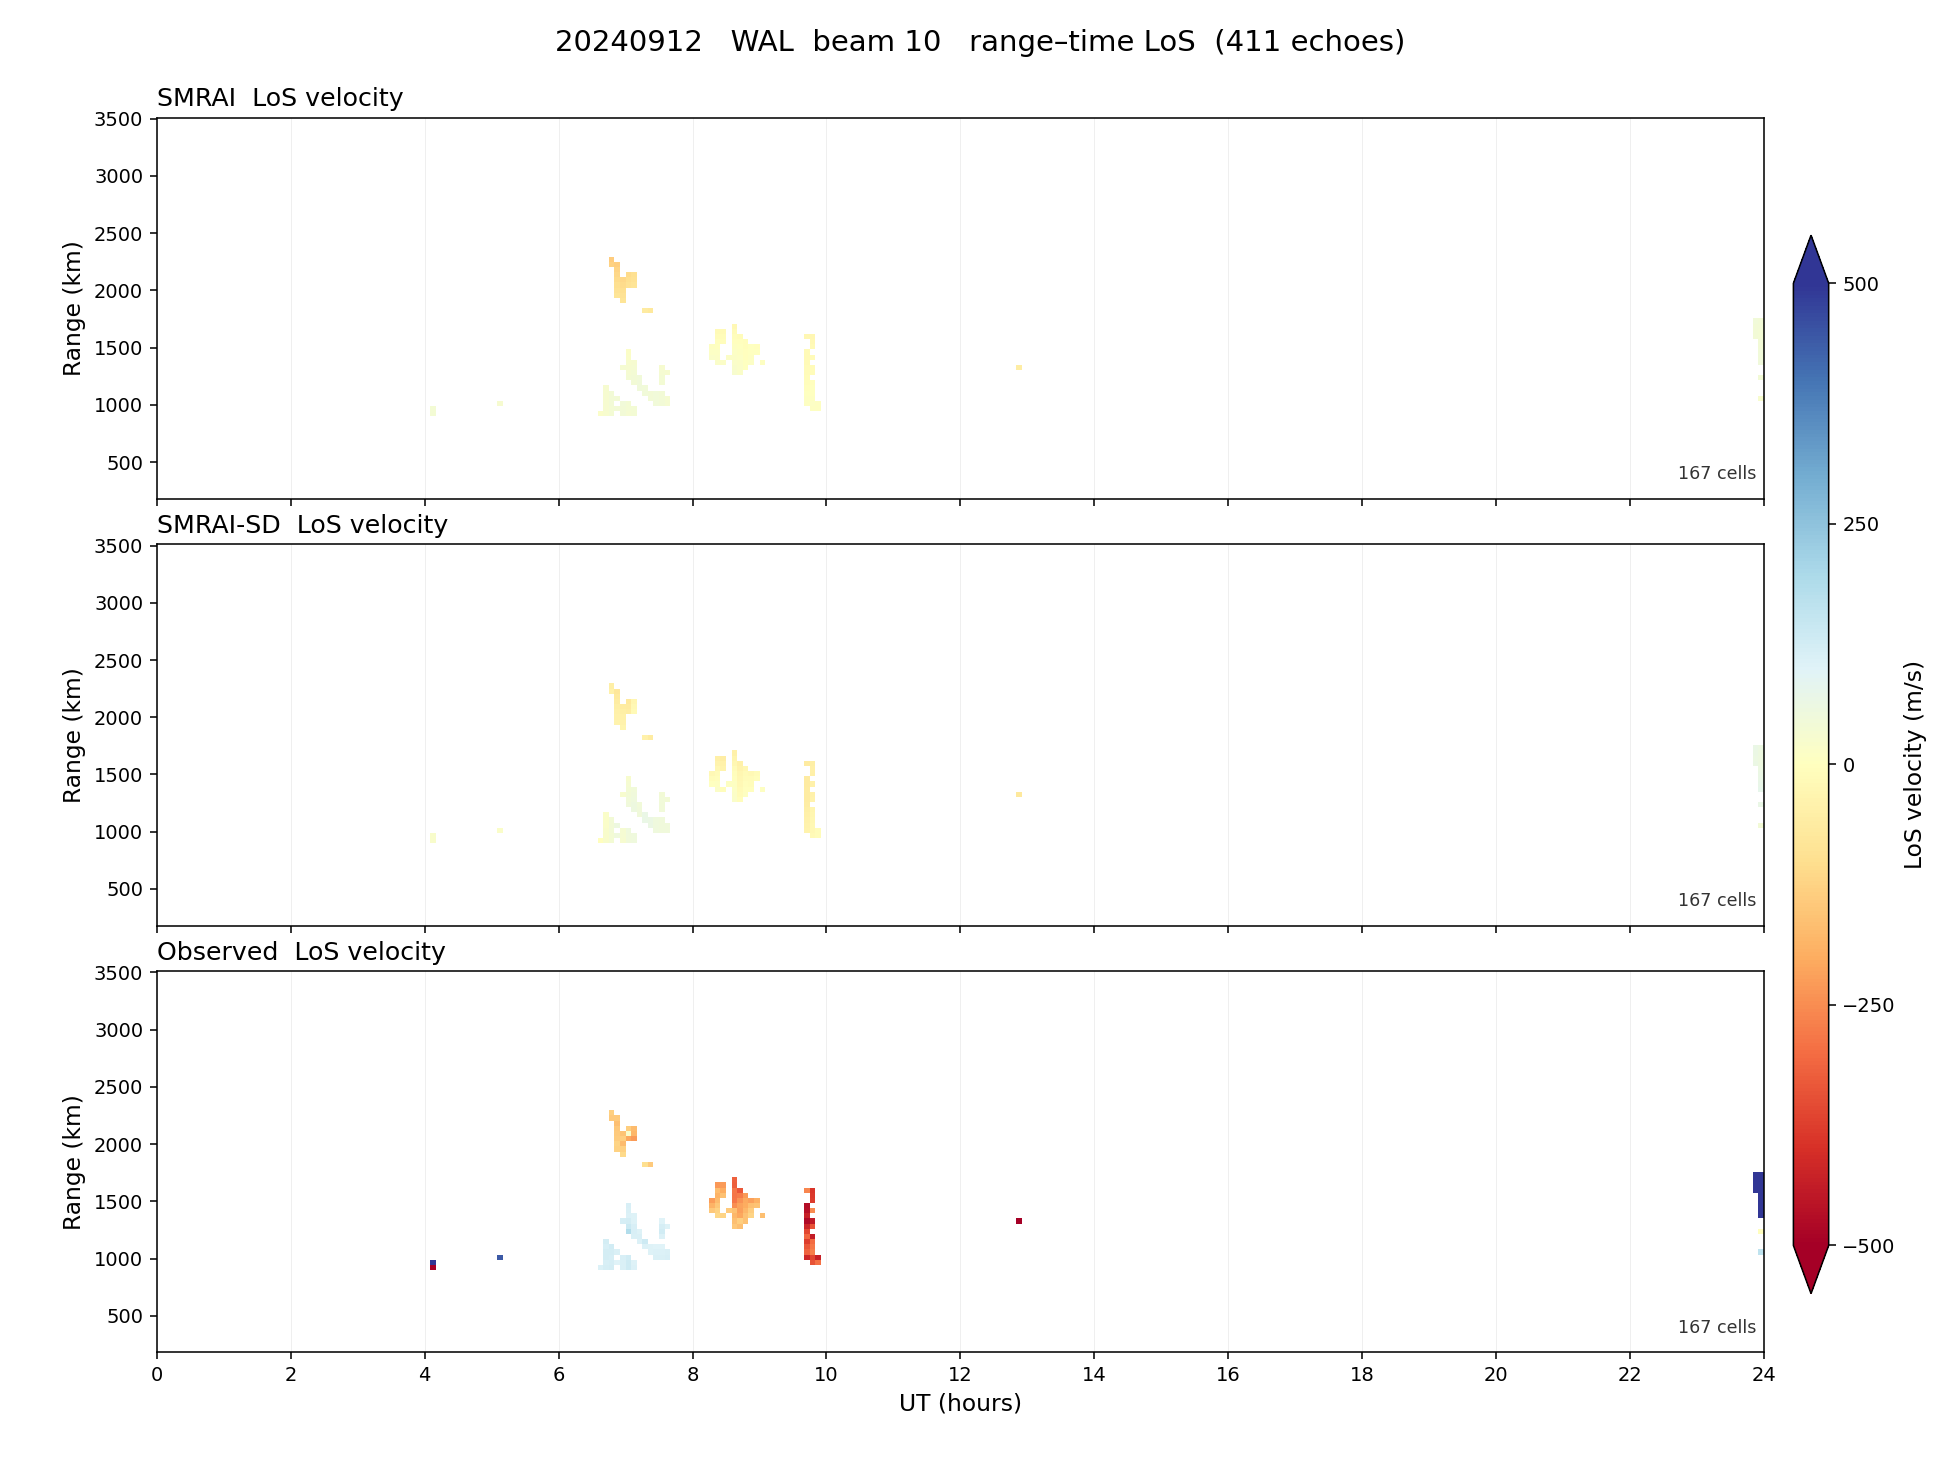 20240912   WAL  beam 10   range–time LoS  (411 echoes)
SMRAI  LoS velocity
3500
3000
2500
2000
1500
1000
500
Range (km)
167 cells
SMRAI-SD  LoS velocity
3500
3000
2500
2000
1500
1000
500
Range (km)
167 cells
Observed  LoS velocity
3500
3000
2500
2000
1500
1000
500
Range (km)
167 cells
0 2 4 6 8 10 12 14 16 18 20 22 24
UT (hours)
500
250
0
−250
−500
LoS velocity (m/s)